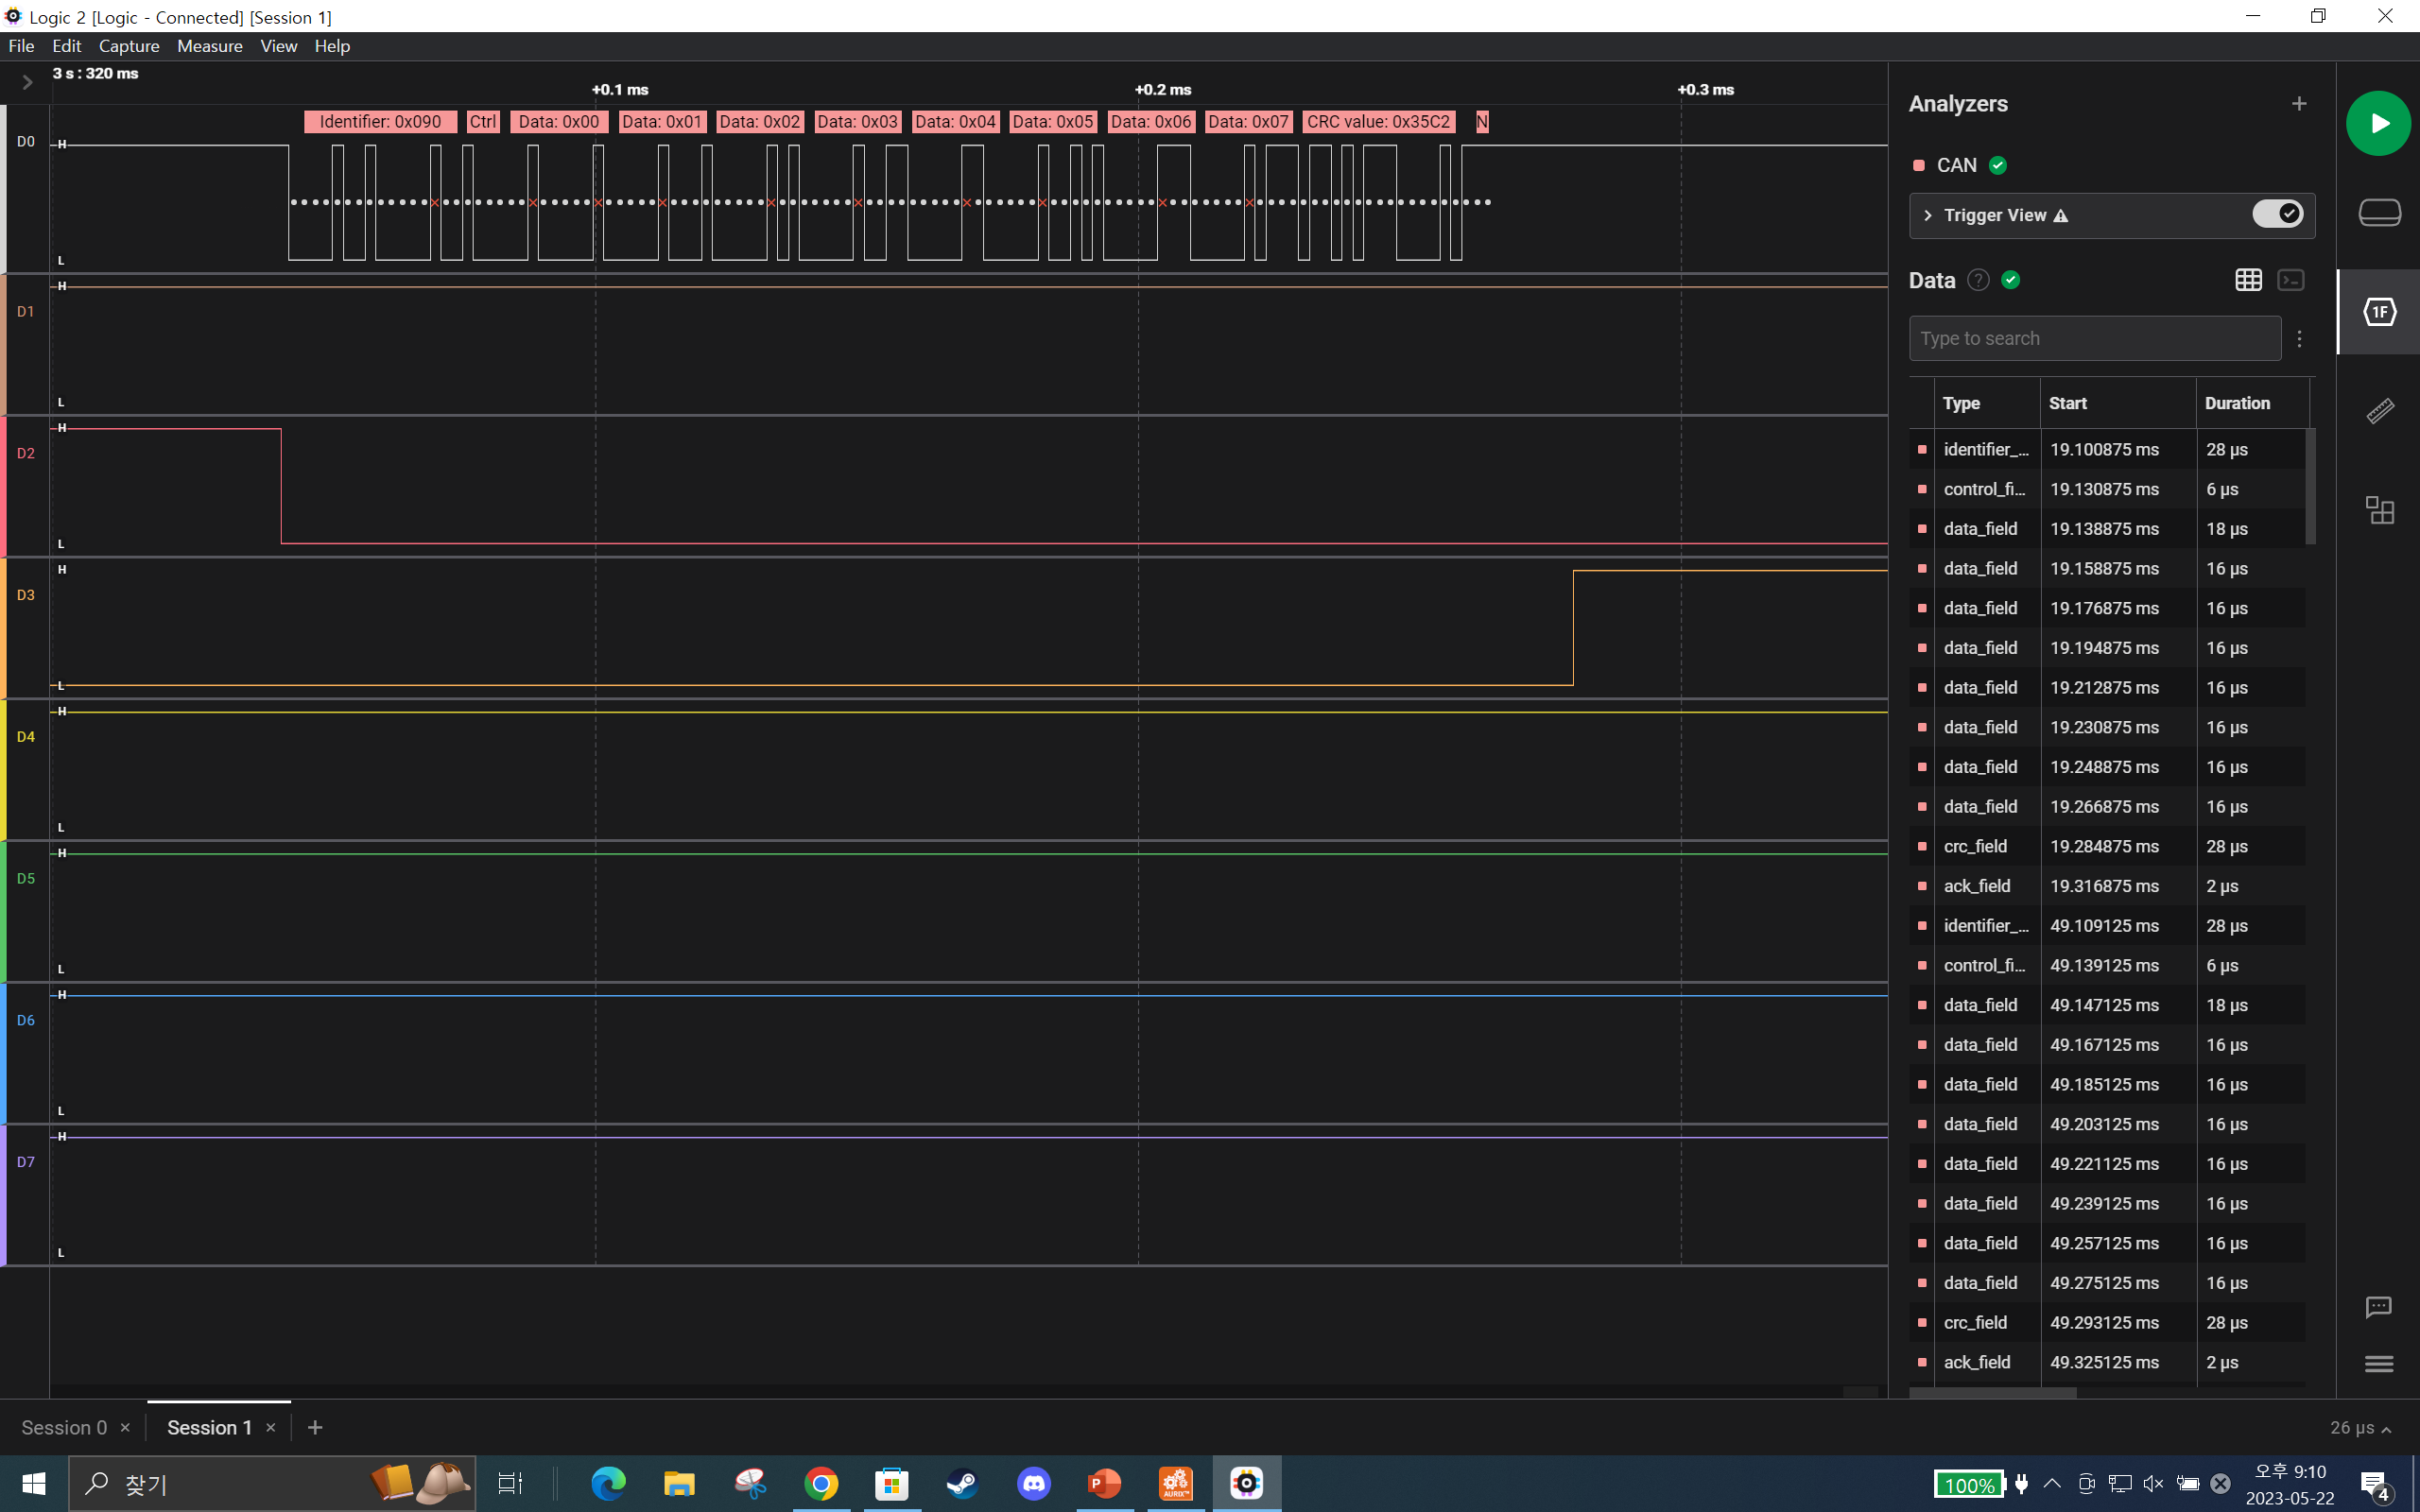 Logic 2 [Logic - Connected] [Session 1]
File Edit Capture Measure View Help
3 s : 320 ms
+0.1 ms +0.2 ms +0.3 ms
Identifier: 0x090 Ctrl Data: 0x00 Data: 0x01 Data: 0x02 Data: 0x03 Data: 0x04 Data: 0x05 Data: 0x06 Data: 0x07 CRC value: 0x35C2 N
D0 H
L
H
D1
L
H
D2
L
H
D3
L
H
D4
L
H
D5
L
H
D6
L
H
D7
L
Analyzers
CAN
Trigger View
Data
Type to search
Type Start Duration
identifier_... 19.100875 ms 28 μs
control_fi... 19.130875 ms 6 μs
data_field 19.138875 ms 18 μs
data_field 19.158875 ms 16 μs
data_field 19.176875 ms 16 μs
data_field 19.194875 ms 16 μs
data_field 19.212875 ms 16 μs
data_field 19.230875 ms 16 μs
data_field 19.248875 ms 16 μs
data_field 19.266875 ms 16 μs
crc_field 19.284875 ms 28 μs
ack_field 19.316875 ms 2 μs
identifier_... 49.109125 ms 28 μs
control_fi... 49.139125 ms 6 μs
data_field 49.147125 ms 18 μs
data_field 49.167125 ms 16 μs
data_field 49.185125 ms 16 μs
data_field 49.203125 ms 16 μs
data_field 49.221125 ms 16 μs
data_field 49.239125 ms 16 μs
data_field 49.257125 ms 16 μs
data_field 49.275125 ms 16 μs
crc_field 49.293125 ms 28 μs
ack_field 49.325125 ms 2 μs
1F
Session 0 Session 1
26 μs
찾기
P
AURIX™
100%
오후 9:10
2023-05-22
4